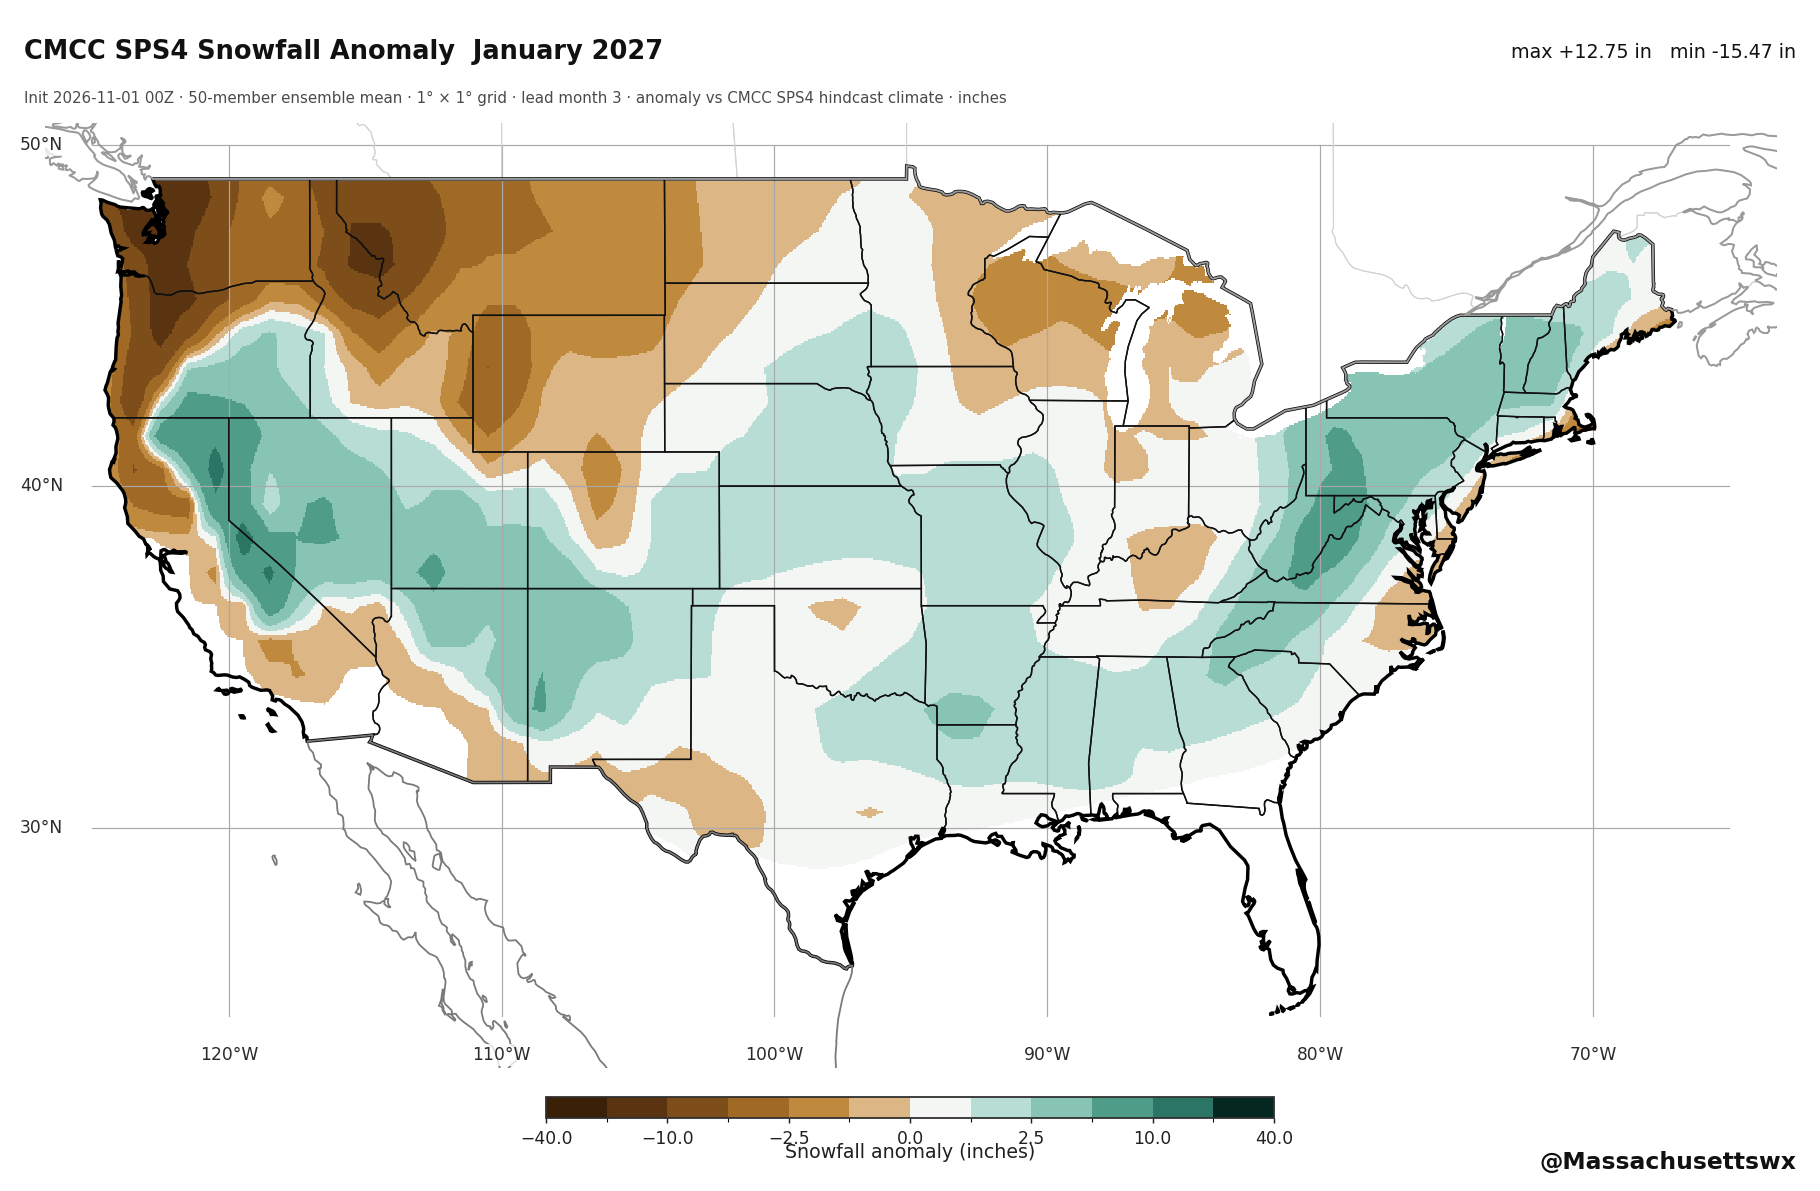 CMCC SPS4 Snowfall Anomaly  January 2027
max +12.75 in   min -15.47 in
Init 2026-11-01 00Z · 50-member ensemble mean · 1° × 1° grid · lead month 3 · anomaly vs CMCC SPS4 hindcast climate · inches
50°N
40°N
30°N
120°W 110°W 100°W 90°W 80°W 70°W
−40.0 −10.0 −2.5 0.0 2.5 10.0 40.0
Snowfall anomaly (inches)
@Massachusettswx